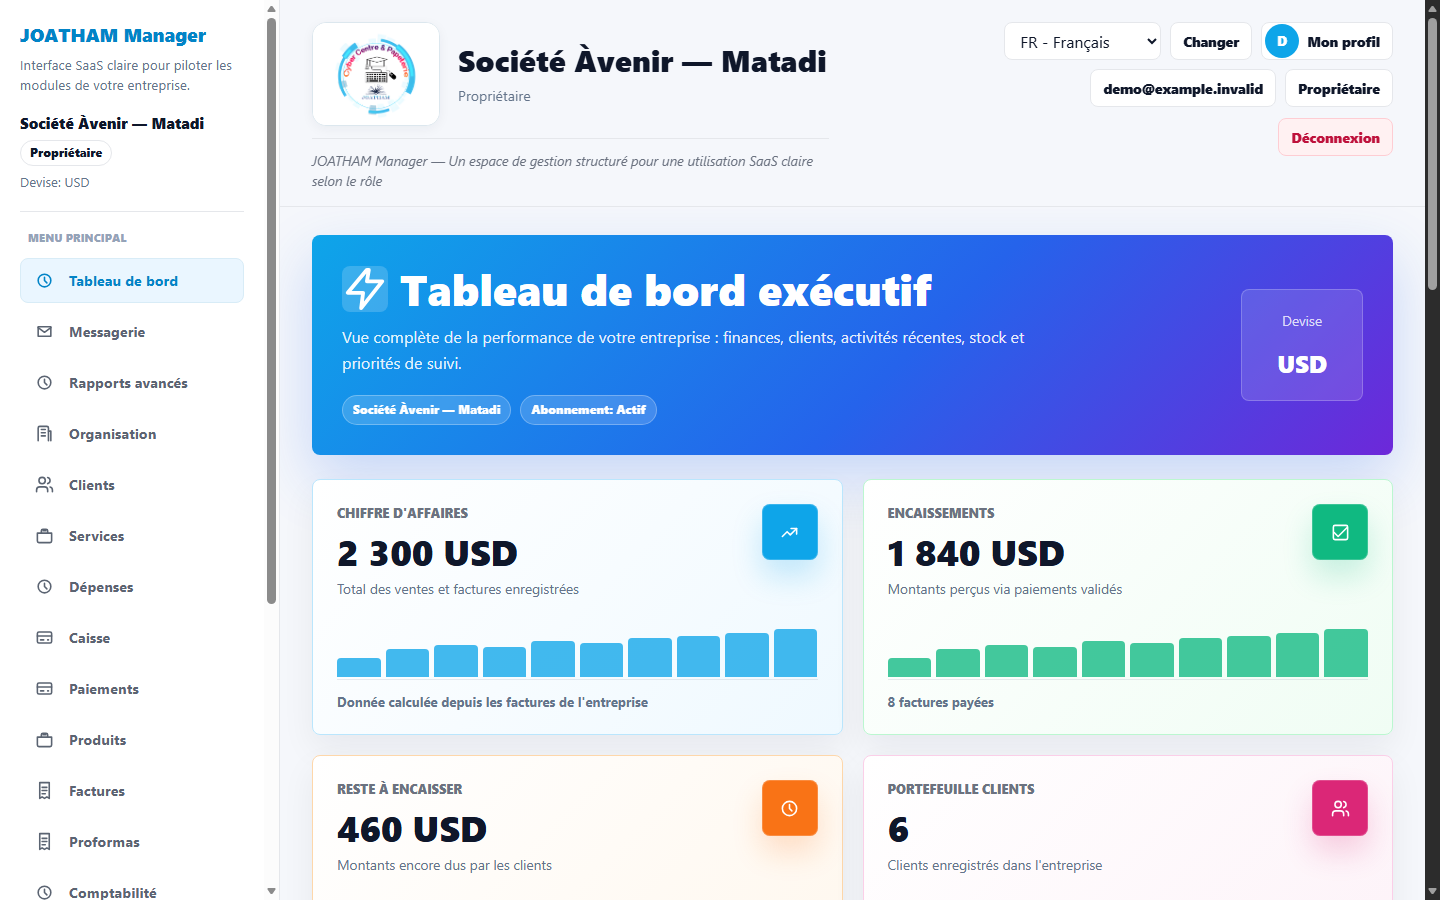 JOATHAM Manager
Interface SaaS claire pour piloter les
modules de votre entreprise.
Société Àvenir — Matadi
Propriétaire
Devise: USD
MENU PRINCIPAL
Tableau de bord
Messagerie
Rapports avancés
Organisation
Clients
Services
Dépenses
Caisse
Paiements
Produits
Factures
Proformas
Comptabilité
Cyber Centre & Papeterie
JOATHAM
Société Àvenir — Matadi
Propriétaire
JOATHAM Manager — Un espace de gestion structuré pour une utilisation SaaS claire
selon le rôle
FR - Français
Changer
D
Mon profil
demo@example.invalid
Propriétaire
Déconnexion
Tableau de bord exécutif
Vue complète de la performance de votre entreprise : finances, clients, activités récentes, stock et
priorités de suivi.
Société Àvenir — Matadi
Abonnement: Actif
Devise
USD
CHIFFRE D'AFFAIRES
2 300 USD
Total des ventes et factures enregistrées
Donnée calculée depuis les factures de l'entreprise
ENCAISSEMENTS
1 840 USD
Montants perçus via paiements validés
8 factures payées
RESTE À ENCAISSER
460 USD
Montants encore dus par les clients
PORTEFEUILLE CLIENTS
6
Clients enregistrés dans l'entreprise